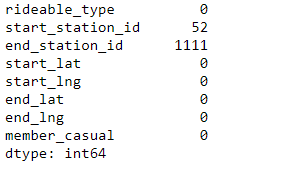 rideable_type 0
start_station_id 52
end_station_id 1111
start_lat 0
start_lng 0
end_lat 0
end_lng 0
member_casual 0
dtype: int64